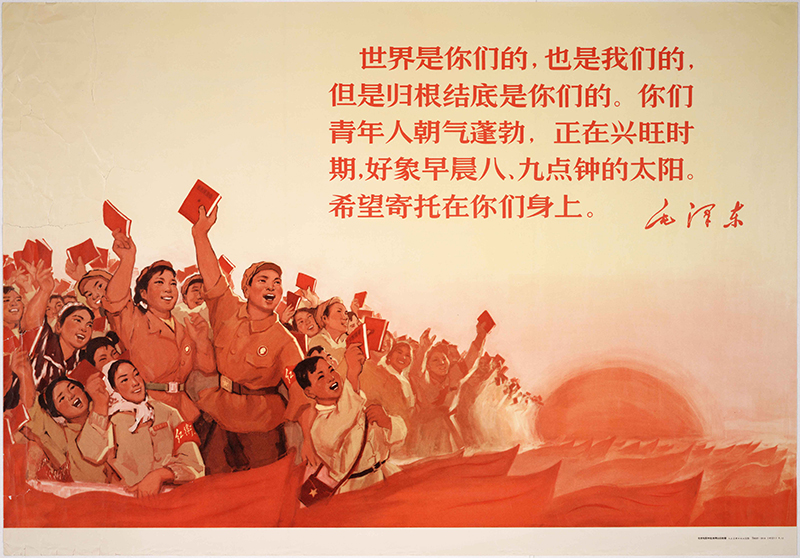 世界是你们的，也是我们的，
但是归根结底是你们的。你们
青年人朝气蓬勃，正在兴旺时
期，好象早晨八、九点钟的太阳。
希望寄托在你们身上。
毛泽东